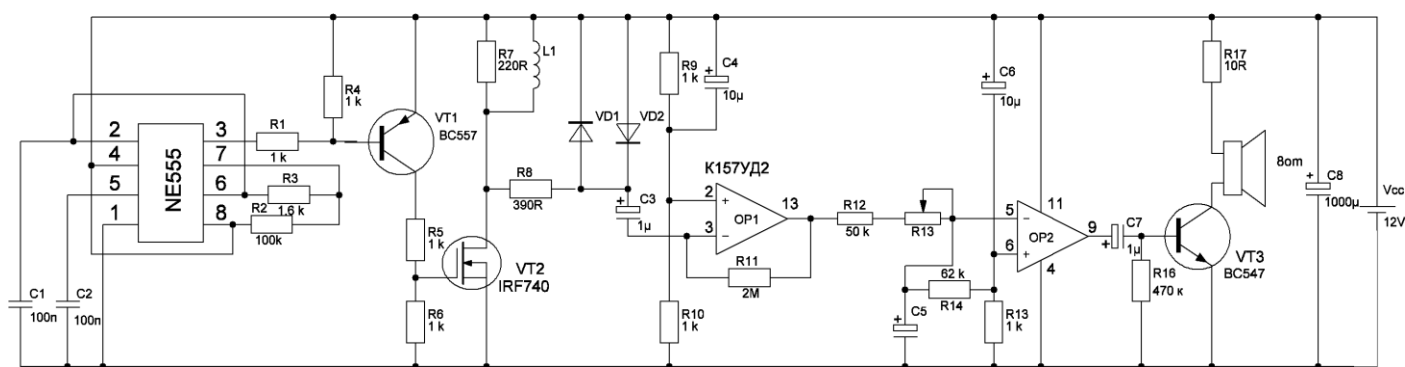 R4
1 k
VT1
BC557
R7
220R
L1
VD1
VD2
R9
1 k
C4
+
10µ
C6
+
10µ
R17
10R
8om
C8
+
1000µ
Vcc
12V
NE555
2
4
5
1
3
7
6
8
R1
1 k
R3
1.6 k
R2
100k
C1
100п
C2
100п
R5
1 k
R6
1 k
VT2
IRF740
R8
390R
C3
+
1µ
К157УД2
2
+
3
−
OP1
13
R11
2M
R10
1 k
R12
50 k
R13
C5
+
62 k
R14
R13
1 k
5
−
6
+
OP2
11
4
9
C7
+
1µ
R16
470 к
VT3
BC547